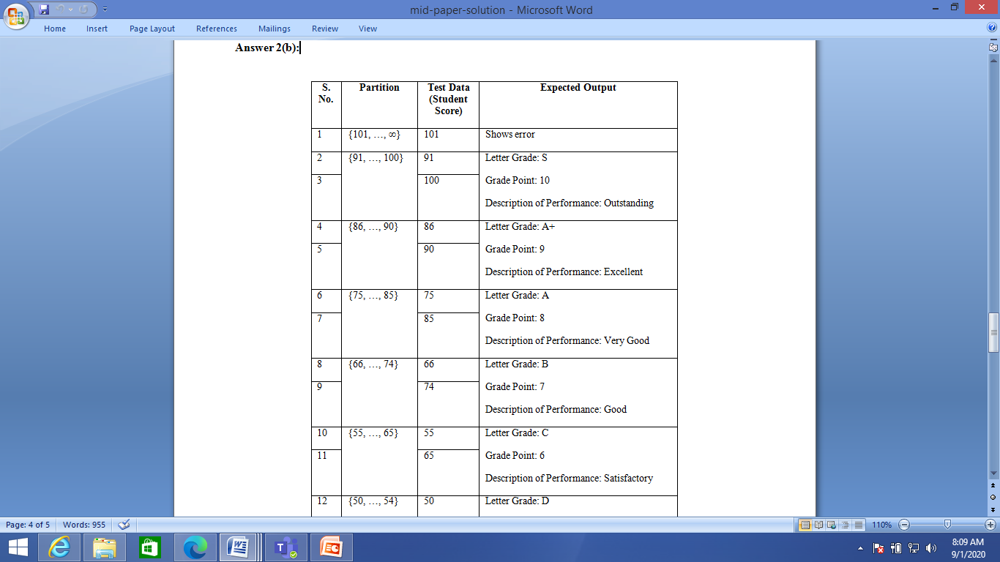 mid-paper-solution - Microsoft Word
Home Insert Page Layout References Mailings Review View
Answer 2(b):
S. No. Partition Test Data (Student Score) Expected Output
1 {101, …, ∞} 101 Shows error
2 {91, …, 100} 91 Letter Grade: S
3 100 Grade Point: 10
Description of Performance: Outstanding
4 {86, …, 90} 86 Letter Grade: A+
5 90 Grade Point: 9
Description of Performance: Excellent
6 {75, …, 85} 75 Letter Grade: A
7 85 Grade Point: 8
Description of Performance: Very Good
8 {66, …, 74} 66 Letter Grade: B
9 74 Grade Point: 7
Description of Performance: Good
10 {55, …, 65} 55 Letter Grade: C
11 65 Grade Point: 6
Description of Performance: Satisfactory
12 {50, …, 54} 50 Letter Grade: D
Page: 4 of 5 Words: 955 110%
8:09 AM
9/1/2020